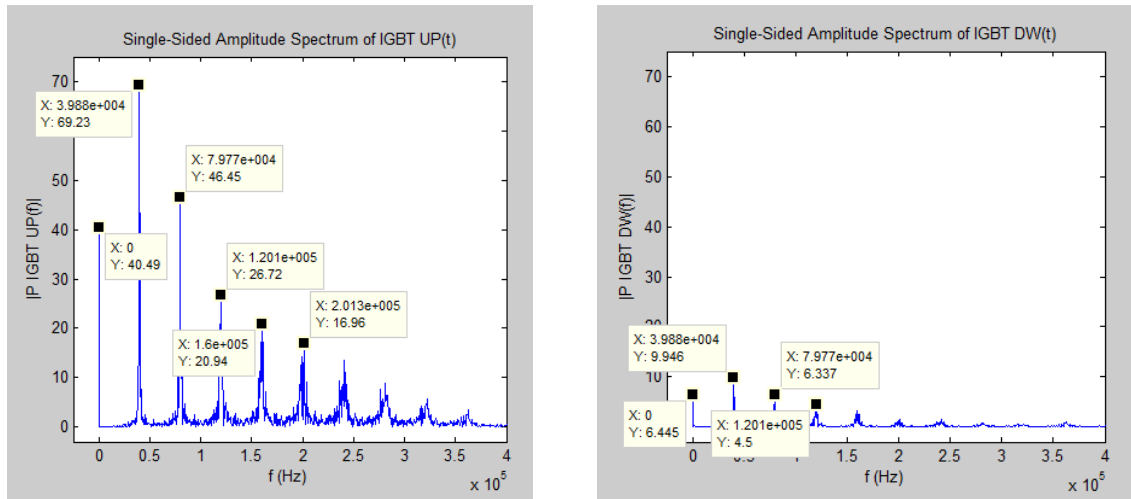 Single-Sided Amplitude Spectrum of IGBT UP(t)
|P IGBT UP(f)|
70
60
50
40
30
20
10
0
X: 3.988e+004
Y: 69.23
X: 7.977e+004
Y: 46.45
X: 0
Y: 40.49
X: 1.201e+005
Y: 26.72
X: 1.6e+005
Y: 20.94
X: 2.013e+005
Y: 16.96
0 0.5 1 1.5 2 2.5 3 3.5 4
f (Hz)
x 10^5
Single-Sided Amplitude Spectrum of IGBT DW(t)
|P IGBT DW(f)|
70
60
50
40
30
20
10
X: 3.988e+004
Y: 9.946
X: 7.977e+004
Y: 6.337
X: 0
Y: 6.445
X: 1.201e+005
Y: 4.5
0 0.5 1 1.5 2 2.5 3 3.5 4
f (Hz)
x 10^5